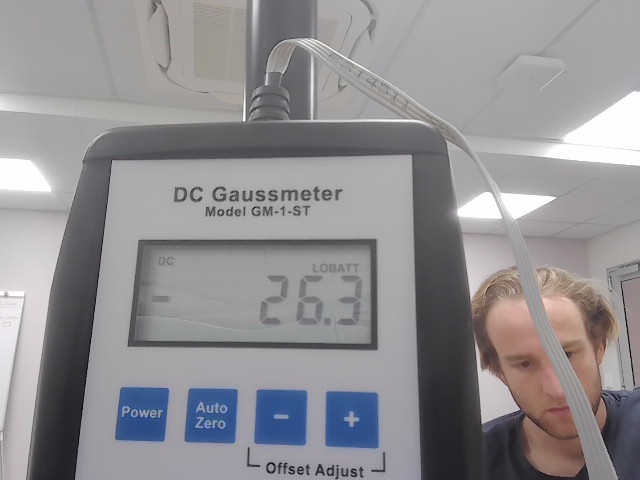 DC Gaussmeter
Model GM-1-ST
DC
LOBATT
- 26.3
Power
Auto
Zero
-
+
Offset Adjust